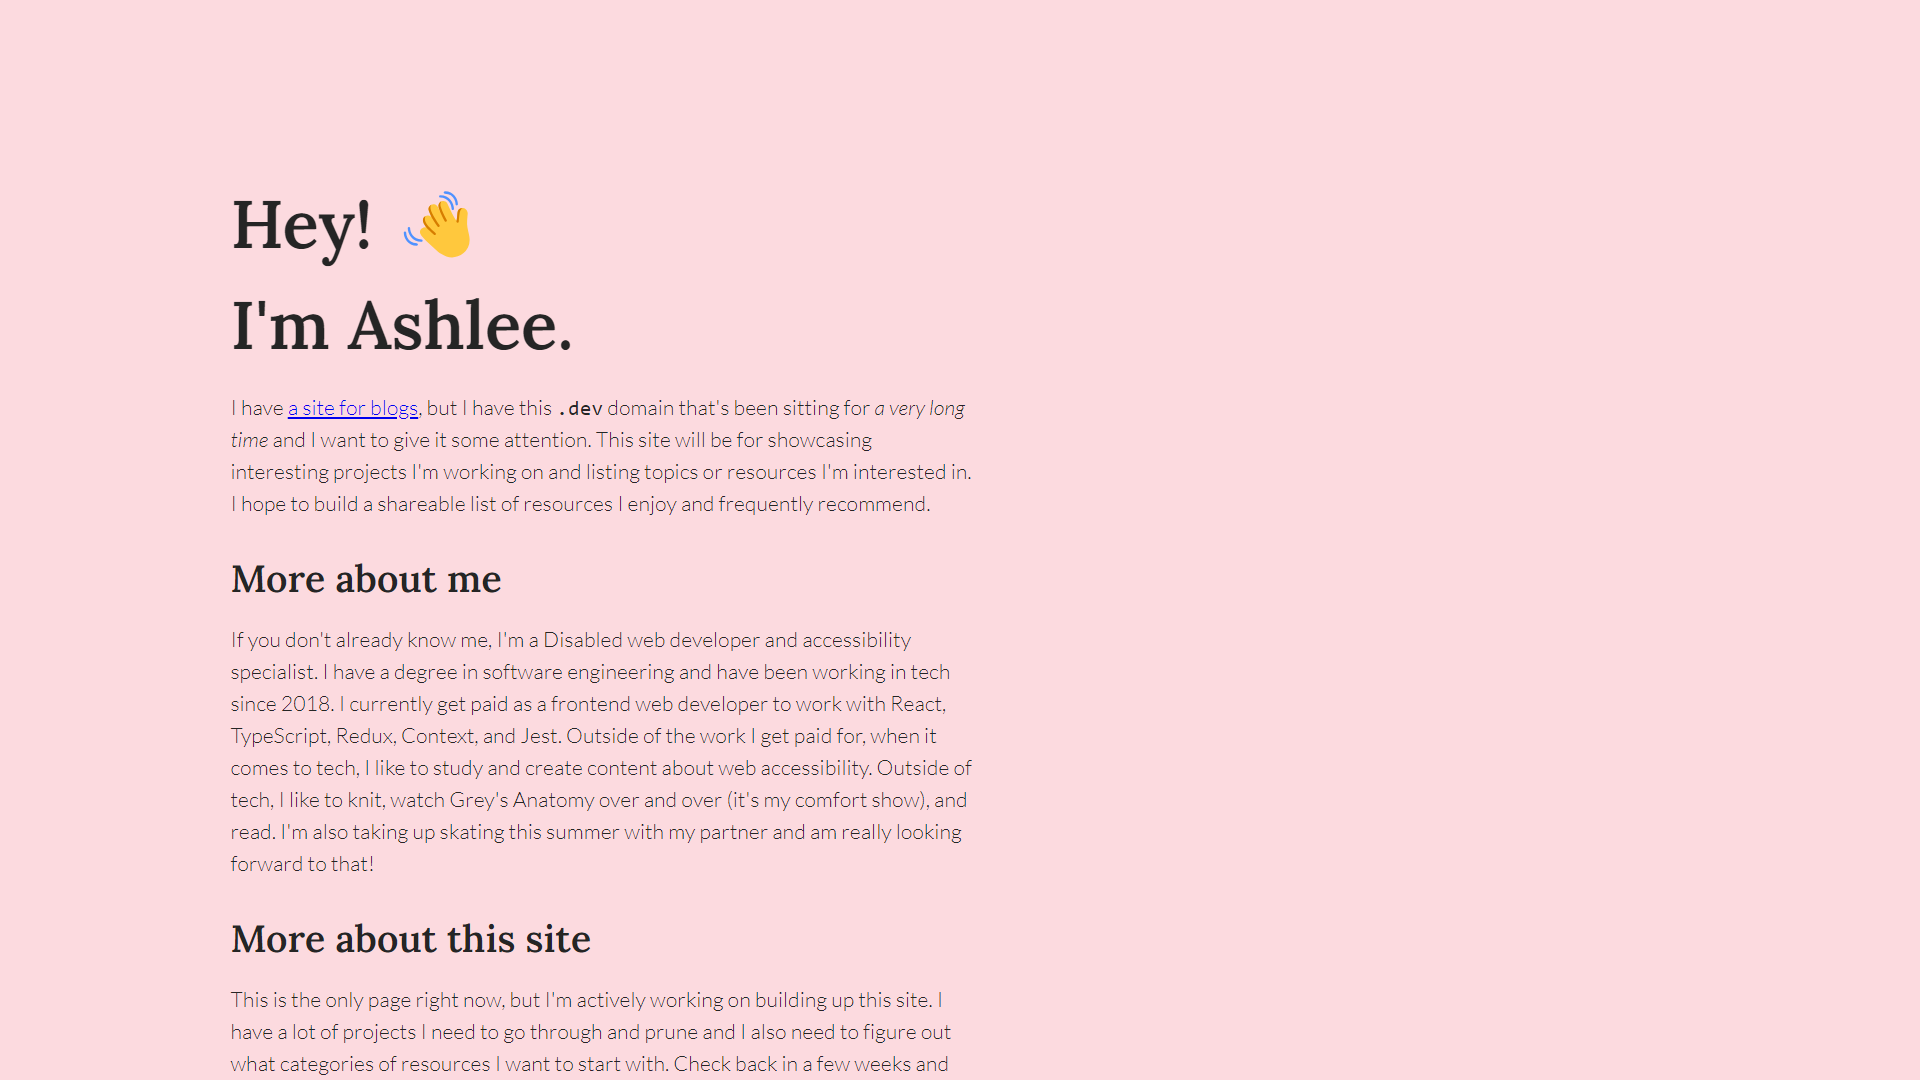 Hey! 👋
I'm Ashlee.
I have a site for blogs, but I have this .dev domain that's been sitting for a very long
time and I want to give it some attention. This site will be for showcasing
interesting projects I'm working on and listing topics or resources I'm interested in.
I hope to build a shareable list of resources I enjoy and frequently recommend.
More about me
If you don't already know me, I'm a Disabled web developer and accessibility
specialist. I have a degree in software engineering and have been working in tech
since 2018. I currently get paid as a frontend web developer to work with React,
TypeScript, Redux, Context, and Jest. Outside of the work I get paid for, when it
comes to tech, I like to study and create content about web accessibility. Outside of
tech, I like to knit, watch Grey's Anatomy over and over (it's my comfort show), and
read. I'm also taking up skating this summer with my partner and am really looking
forward to that!
More about this site
This is the only page right now, but I'm actively working on building up this site. I
have a lot of projects I need to go through and prune and I also need to figure out
what categories of resources I want to start with. Check back in a few weeks and